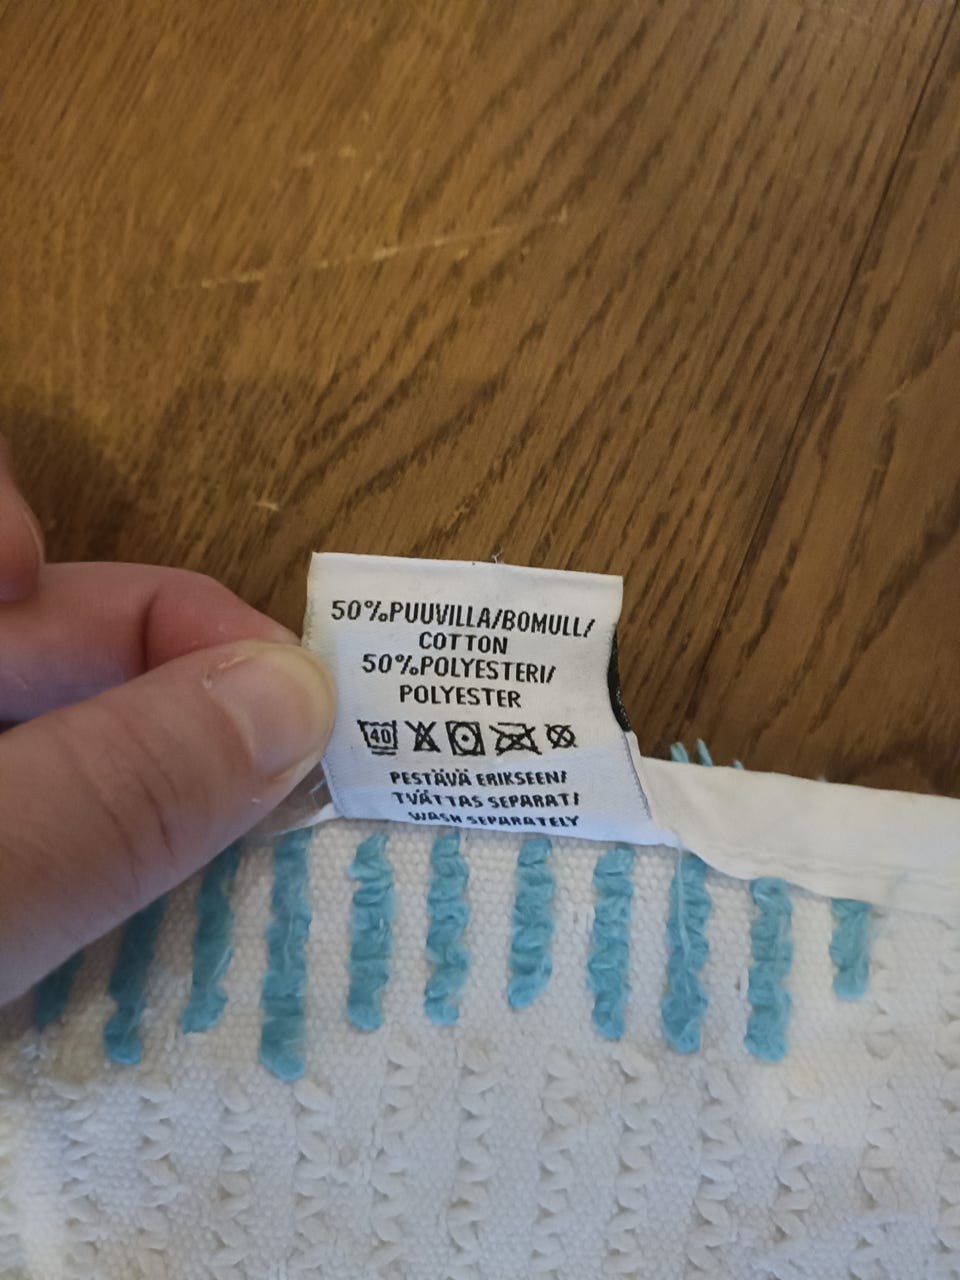 50%PUUVILLA/BOMULL/
COTTON
50%POLYESTERI/
POLYESTER
40
PESTÄVÄ ERIKSEEN/
TVÄTTAS SEPARAT/
WASH SEPARATELY